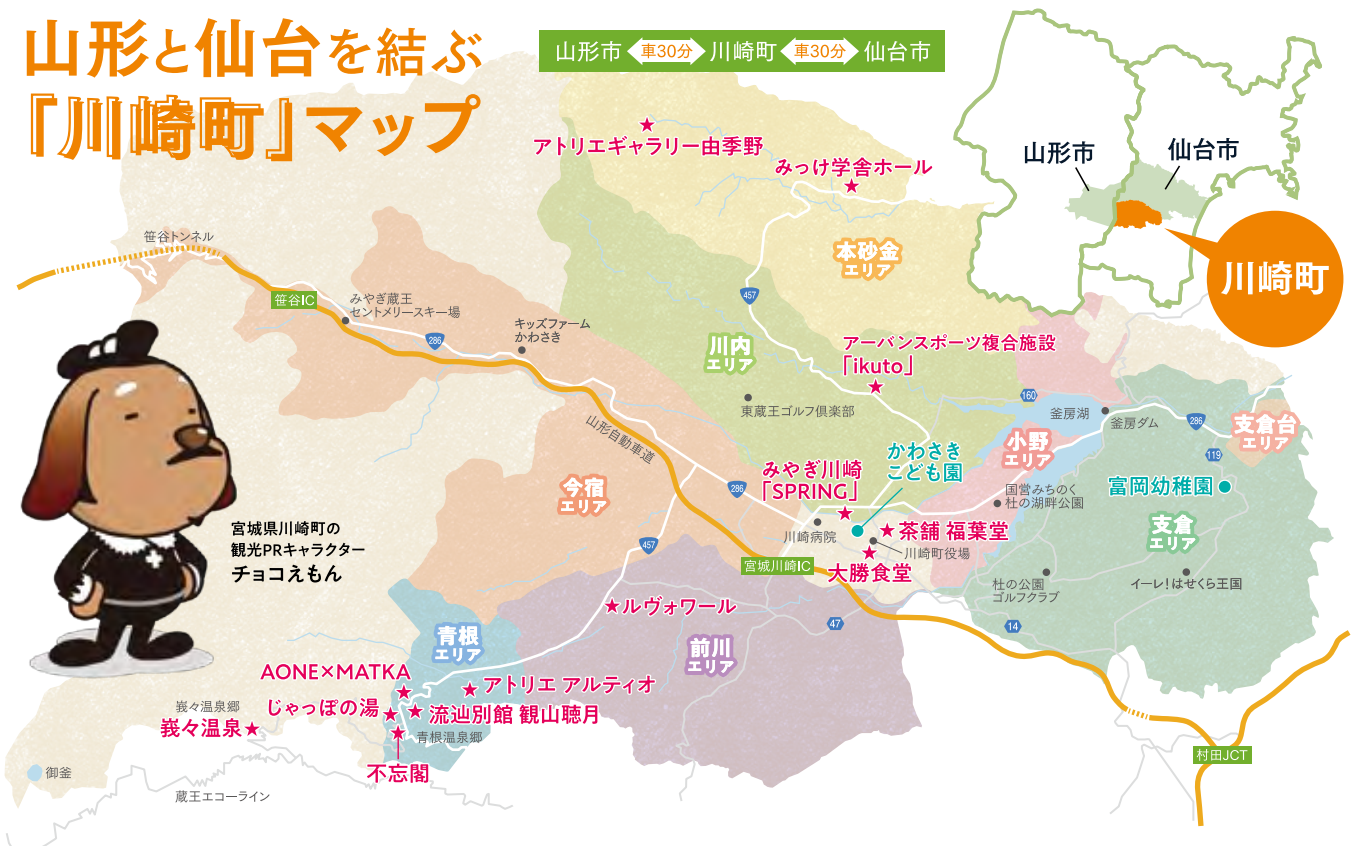 山形と仙台を結ぶ
『川崎町』マップ
山形市 車30分 川崎町 車30分 仙台市
山形市
仙台市
川崎町
アトリエギャラリー由季野
みっけ学舎ホール
本砂金
エリア
笹谷トンネル
笹谷IC
みやぎ蔵王
セントメリースキー場
286
キッズファーム
かわさき
457
川内
エリア
アーバンスポーツ複合施設
「ikuto」
東蔵王ゴルフ倶楽部
160
釜房湖
釜房ダム
286
支倉台
エリア
119
小野
エリア
富岡幼稚園
山形自動車道
かわさき
こども園
みやぎ川崎
「SPRING」
286
今宿
エリア
国営みちのく
杜の湖畔公園
支倉
エリア
川崎病院
茶舗 福葉堂
川崎町役場
大勝食堂
457
宮城川崎IC
杜の公園
ゴルフクラブ
イーレ！はせくら王国
宮城県川崎町の
観光PRキャラクター
チョコえもん
ルヴォワール
47
14
青根
エリア
前川
エリア
AONE×MATKA
アトリエ アルティオ
じゃっぽの湯
流辿別館 観山聴月
峩々温泉郷
峩々温泉
青根温泉郷
不忘閣
御釜
蔵王エコーライン
村田JCT